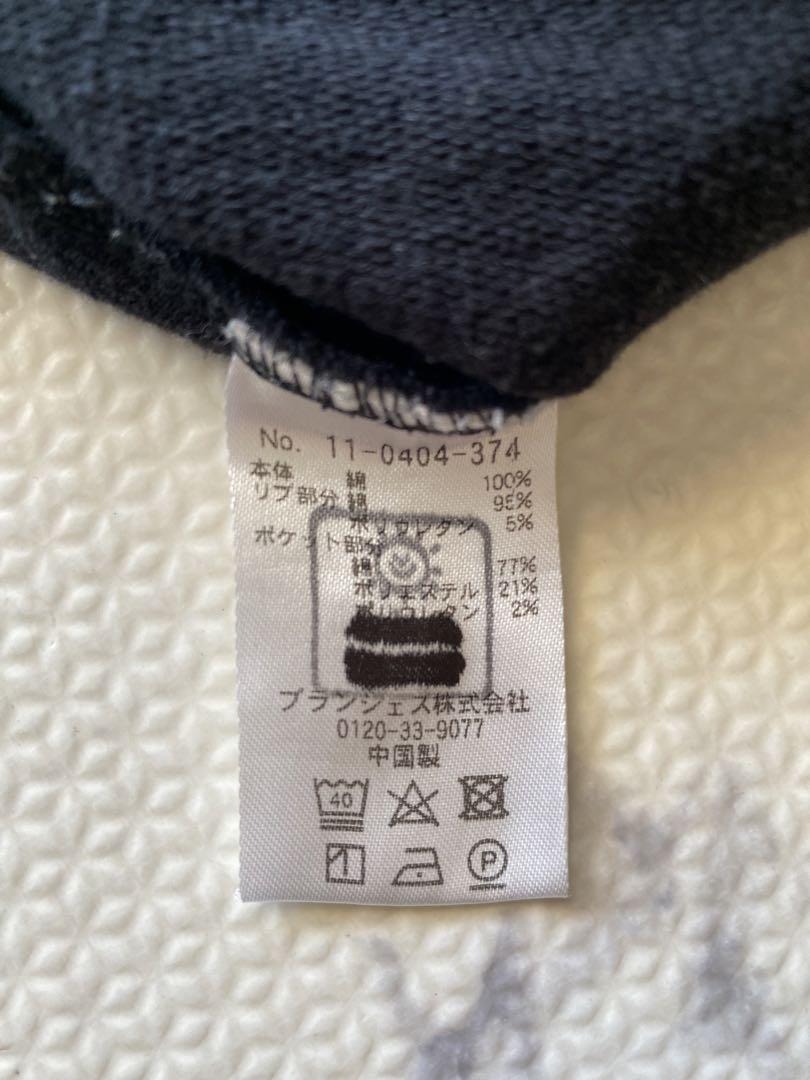 No. 11-0404-374
本体 綿 100%
リブ部分 綿 95%
ポリウレタン 5%
ポケット部分
綿 77%
ポリエステル 21%
ポリウレタン 2%
ブランシェス株式会社
0120-33-9077
中国製
40
P